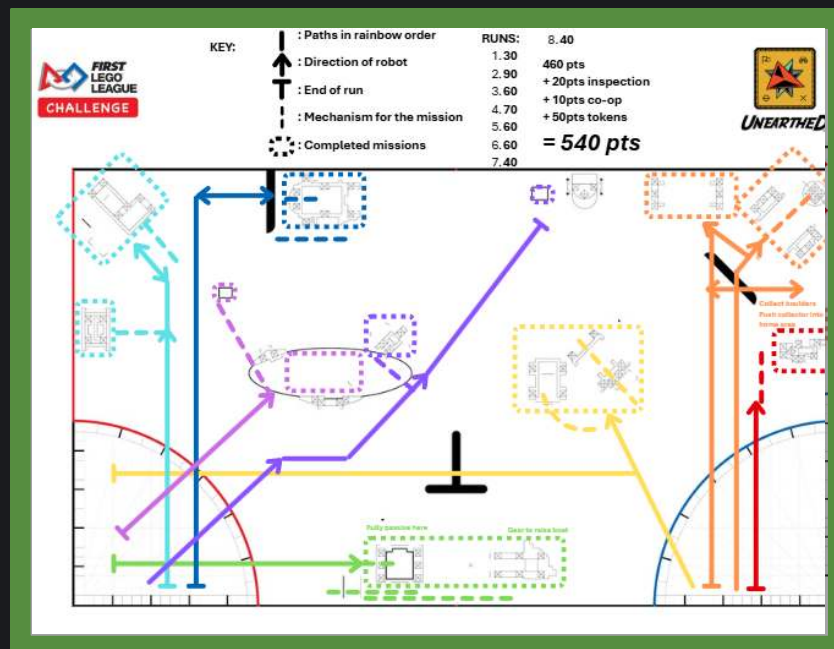 KEY:
: Paths in rainbow order
: Direction of robot
: End of run
: Mechanism for the mission
: Completed missions
RUNS:
1.30
2.90
3.60
4.70
5.60
6.60
7.40
8.40
460 pts
+ 20pts inspection
+ 10pts co-op
+ 50pts tokens
= 540 pts
FIRST
LEGO
LEAGUE
CHALLENGE
UNEARTHED
Collect boulders
Push collector into
home area
Fully passive here
Gear to raise bowl